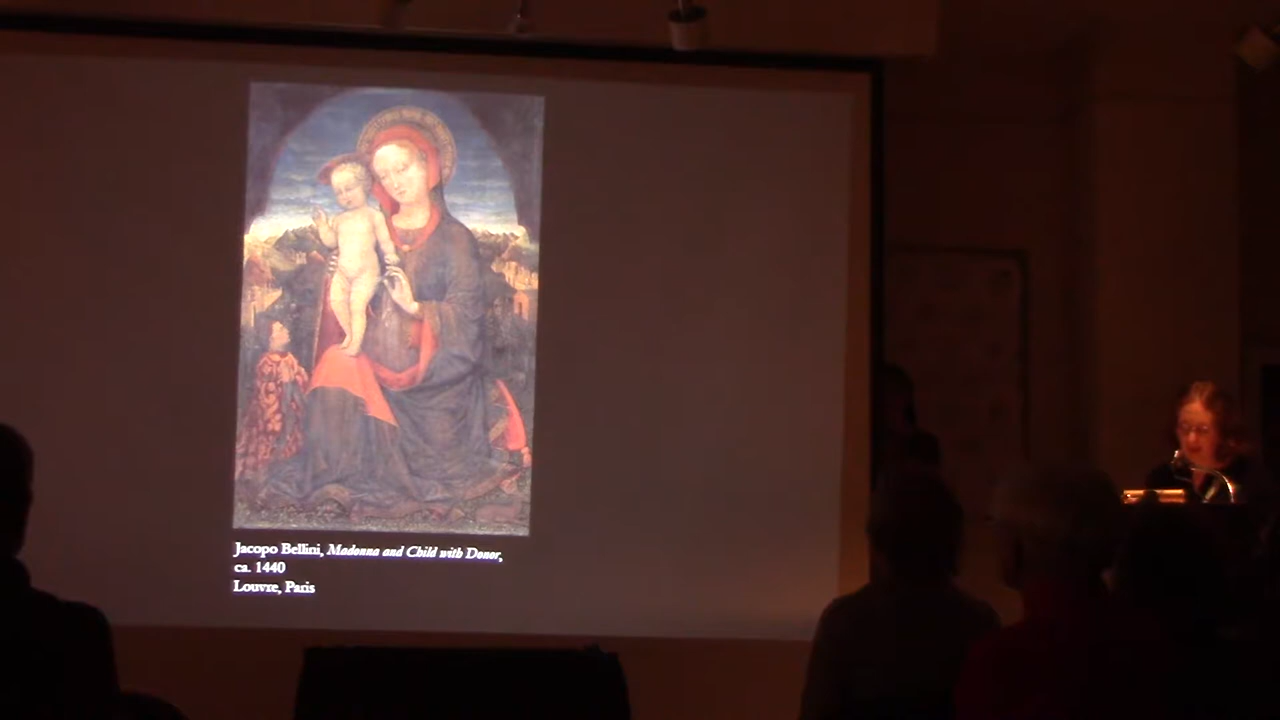 Jacopo Bellini, Madonna and Child with Donor,
ca. 1440
Louvre, Paris